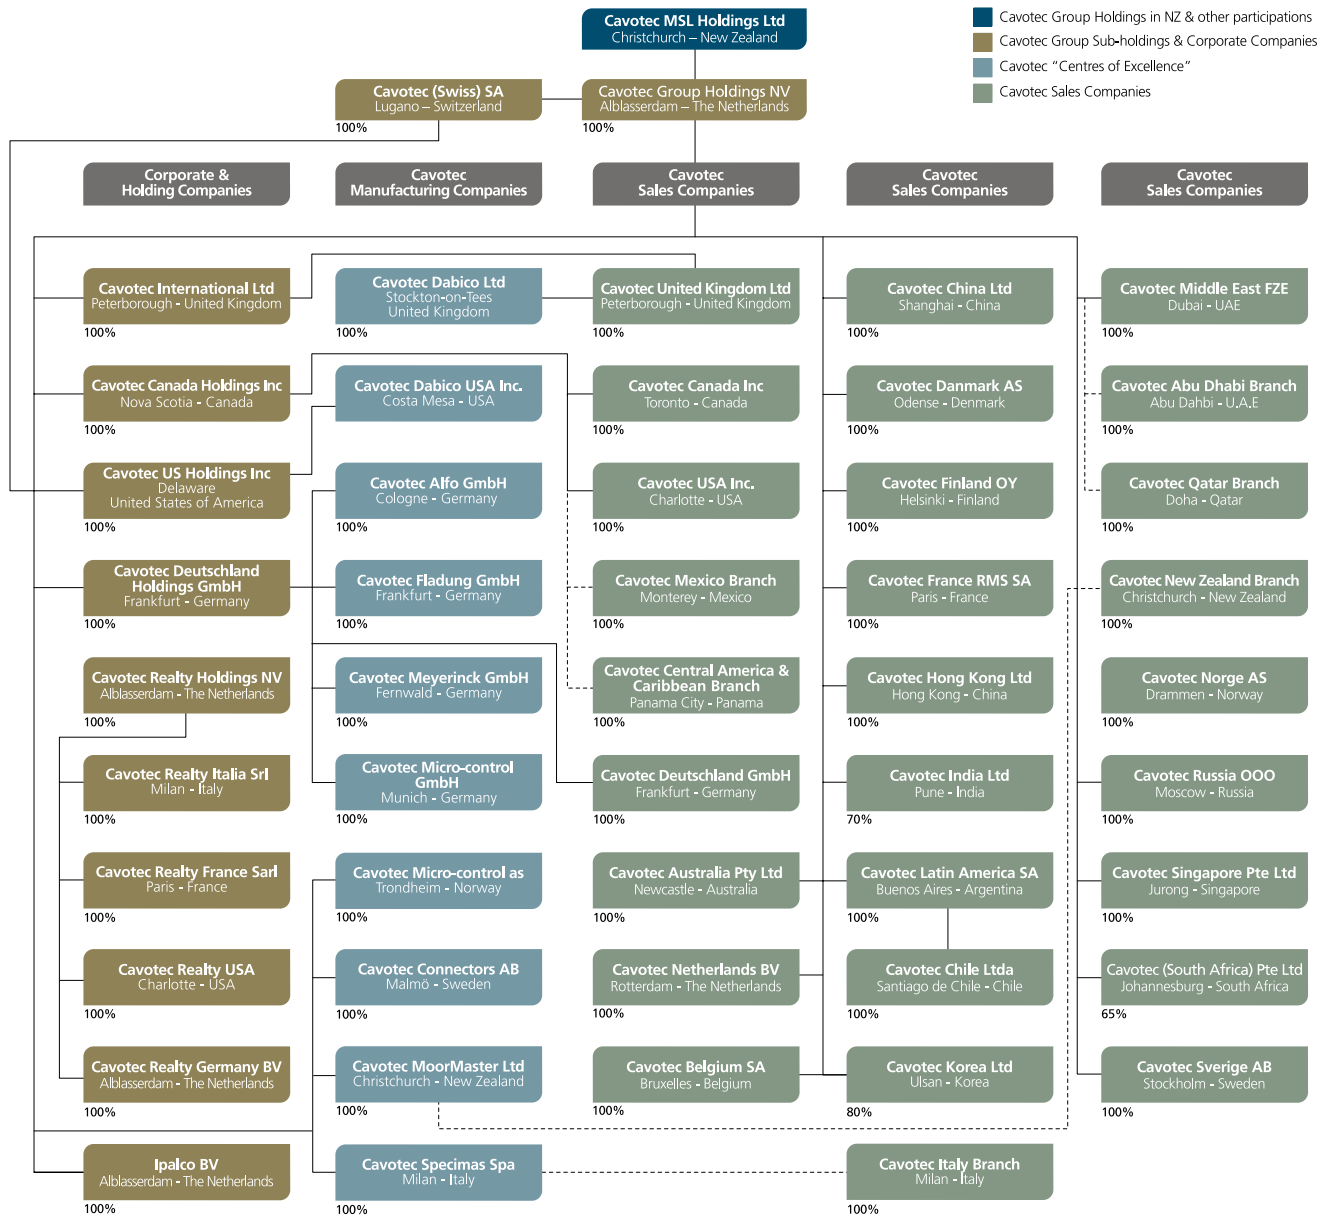 Cavotec MSL Holdings Ltd
Christchurch – New Zealand
Cavotec Group Holdings in NZ & other participations
Cavotec Group Sub-holdings & Corporate Companies
Cavotec “Centres of Excellence”
Cavotec Sales Companies
Cavotec (Swiss) SA
Lugano – Switzerland
100%
Cavotec Group Holdings NV
Alblasserdam – The Netherlands
100%
Corporate &
Holding Companies
Cavotec
Manufacturing Companies
Cavotec
Sales Companies
Cavotec
Sales Companies
Cavotec
Sales Companies
Cavotec International Ltd
Peterborough - United Kingdom
100%
Cavotec Dabico Ltd
Stockton-on-Tees
United Kingdom
100%
Cavotec United Kingdom Ltd
Peterborough - United Kingdom
100%
Cavotec China Ltd
Shanghai - China
100%
Cavotec Middle East FZE
Dubai - UAE
100%
Cavotec Canada Holdings Inc
Nova Scotia - Canada
100%
Cavotec Dabico USA Inc.
Costa Mesa - USA
100%
Cavotec Canada Inc
Toronto - Canada
100%
Cavotec Danmark AS
Odense - Denmark
100%
Cavotec Abu Dhabi Branch
Abu Dahbi - U.A.E
100%
Cavotec US Holdings Inc
Delaware
United States of America
100%
Cavotec Alfo GmbH
Cologne - Germany
100%
Cavotec USA Inc.
Charlotte - USA
100%
Cavotec Finland OY
Helsinki - Finland
100%
Cavotec Qatar Branch
Doha - Qatar
100%
Cavotec Deutschland
Holdings GmbH
Frankfurt - Germany
100%
Cavotec Fladung GmbH
Frankfurt - Germany
100%
Cavotec Mexico Branch
Monterey - Mexico
100%
Cavotec France RMS SA
Paris - France
100%
Cavotec New Zealand Branch
Christchurch - New Zealand
100%
Cavotec Realty Holdings NV
Alblasserdam - The Netherlands
100%
Cavotec Meyerinck GmbH
Fernwald - Germany
100%
Cavotec Central America &
Caribbean Branch
Panama City - Panama
100%
Cavotec Hong Kong Ltd
Hong Kong - China
100%
Cavotec Norge AS
Drammen - Norway
100%
Cavotec Realty Italia Srl
Milan - Italy
100%
Cavotec Micro-control
GmbH
Munich - Germany
100%
Cavotec Deutschland GmbH
Frankfurt - Germany
100%
Cavotec India Ltd
Pune - India
70%
Cavotec Russia OOO
Moscow - Russia
100%
Cavotec Realty France Sarl
Paris - France
100%
Cavotec Micro-control as
Trondheim - Norway
100%
Cavotec Australia Pty Ltd
Newcastle - Australia
100%
Cavotec Latin America SA
Buenos Aires - Argentina
100%
Cavotec Singapore Pte Ltd
Jurong - Singapore
100%
Cavotec Realty USA
Charlotte - USA
100%
Cavotec Connectors AB
Malmö - Sweden
100%
Cavotec Netherlands BV
Rotterdam - The Netherlands
100%
Cavotec Chile Ltda
Santiago de Chile - Chile
100%
Cavotec (South Africa) Pte Ltd
Johannesburg - South Africa
65%
Cavotec Realty Germany BV
Alblasserdam - The Netherlands
100%
Cavotec MoorMaster Ltd
Christchurch - New Zealand
100%
Cavotec Belgium SA
Bruxelles - Belgium
100%
Cavotec Korea Ltd
Ulsan - Korea
80%
Cavotec Sverige AB
Stockholm - Sweden
100%
Ipalco BV
Alblasserdam - The Netherlands
100%
Cavotec Specimas Spa
Milan - Italy
100%
Cavotec Italy Branch
Milan - Italy
100%